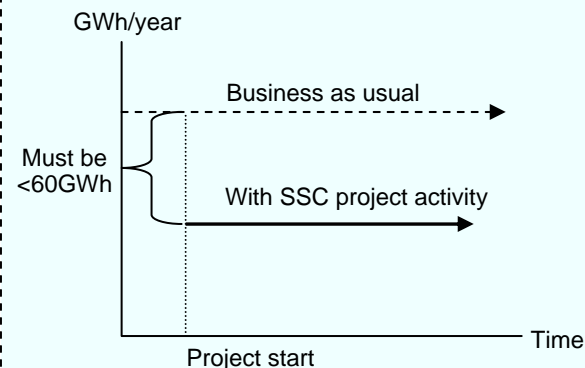 GWh/year
Business as usual
Must be
<60GWh
With SSC project activity
Time
Project start